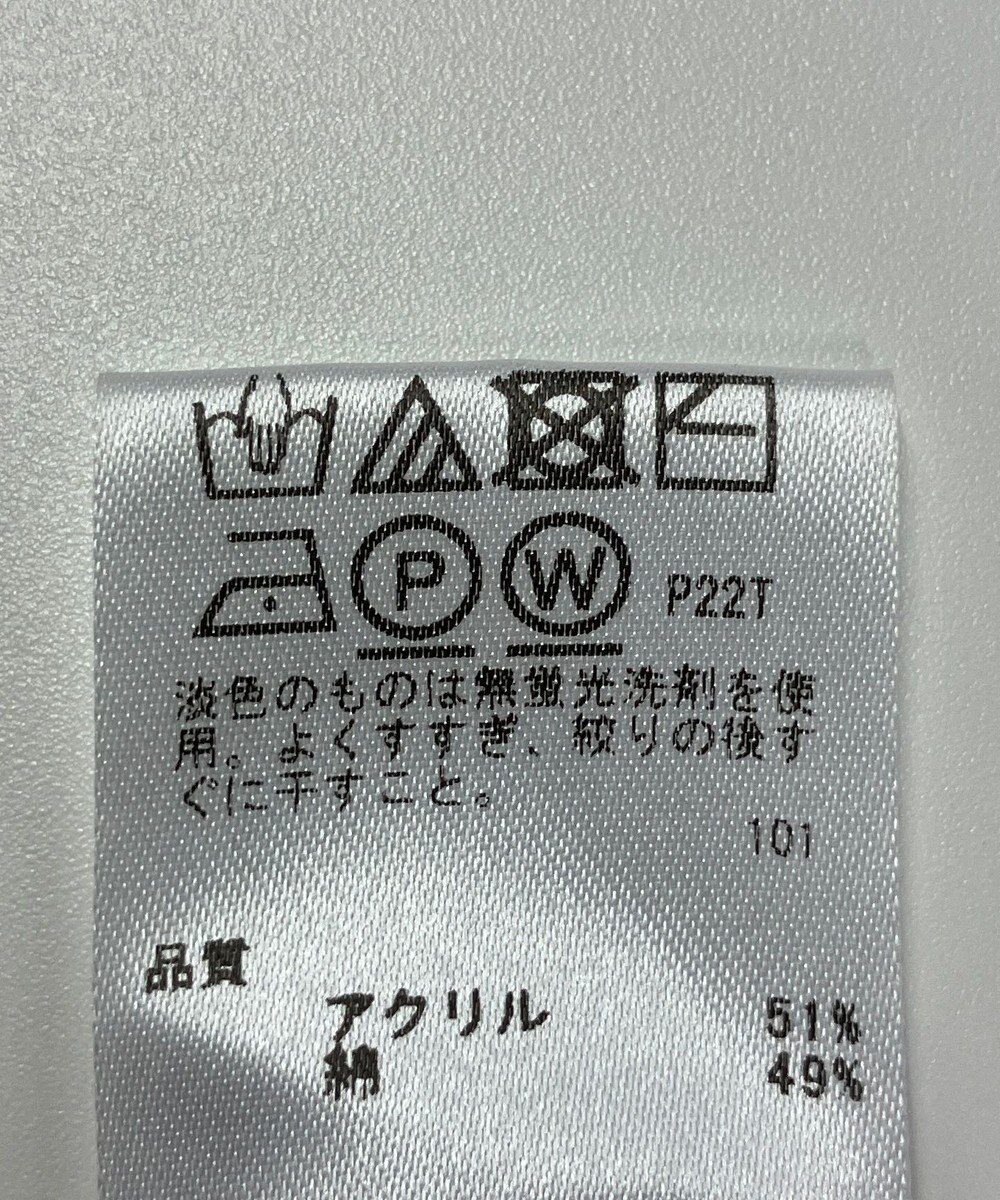 P W P22T
淡色のものは無蛍光洗剤を使
用。よくすすぎ、絞りの後す
ぐに干すこと。
101
品質
アクリル 51%
綿 49%